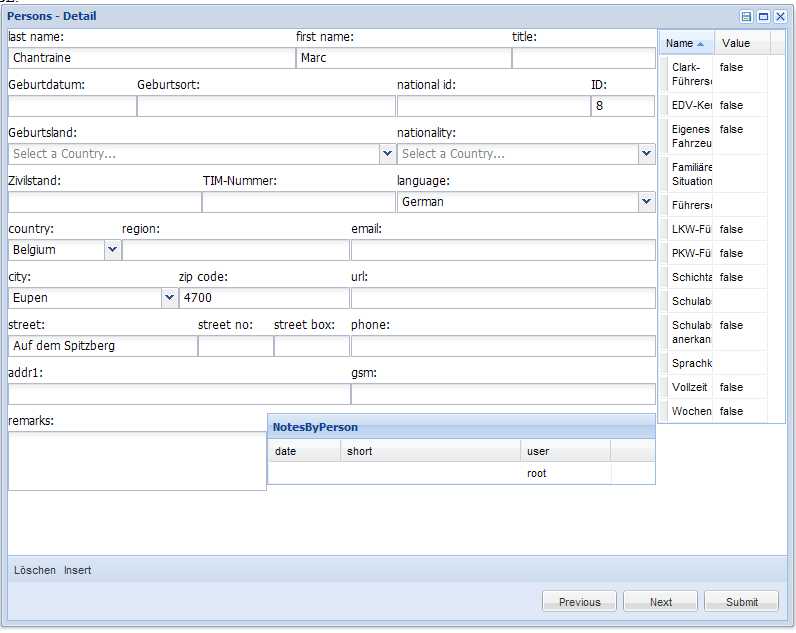 Persons - Detail
last name: first name: title:
Chantraine Marc
Geburtdatum: Geburtsort: national id: ID:
8
Geburtsland: nationality:
Select a Country... Select a Country...
Zivilstand: TIM-Nummer: language:
German
country: region: email:
Belgium
city: zip code: url:
Eupen 4700
street: street no: street box: phone:
Auf dem Spitzberg
addr1: gsm:
remarks:
NotesByPerson
date short user
root
Name Value
Clark- false
Führers
EDV-Ke false
Eigenes false
Fahrzeu
Familiäre
Situation
Führers
LKW-Fü false
PKW-Fü false
Schichta false
Schulab
Schulab false
anerkan
Sprachk
Vollzeit false
Wochen false
Löschen Insert
Previous Next Submit